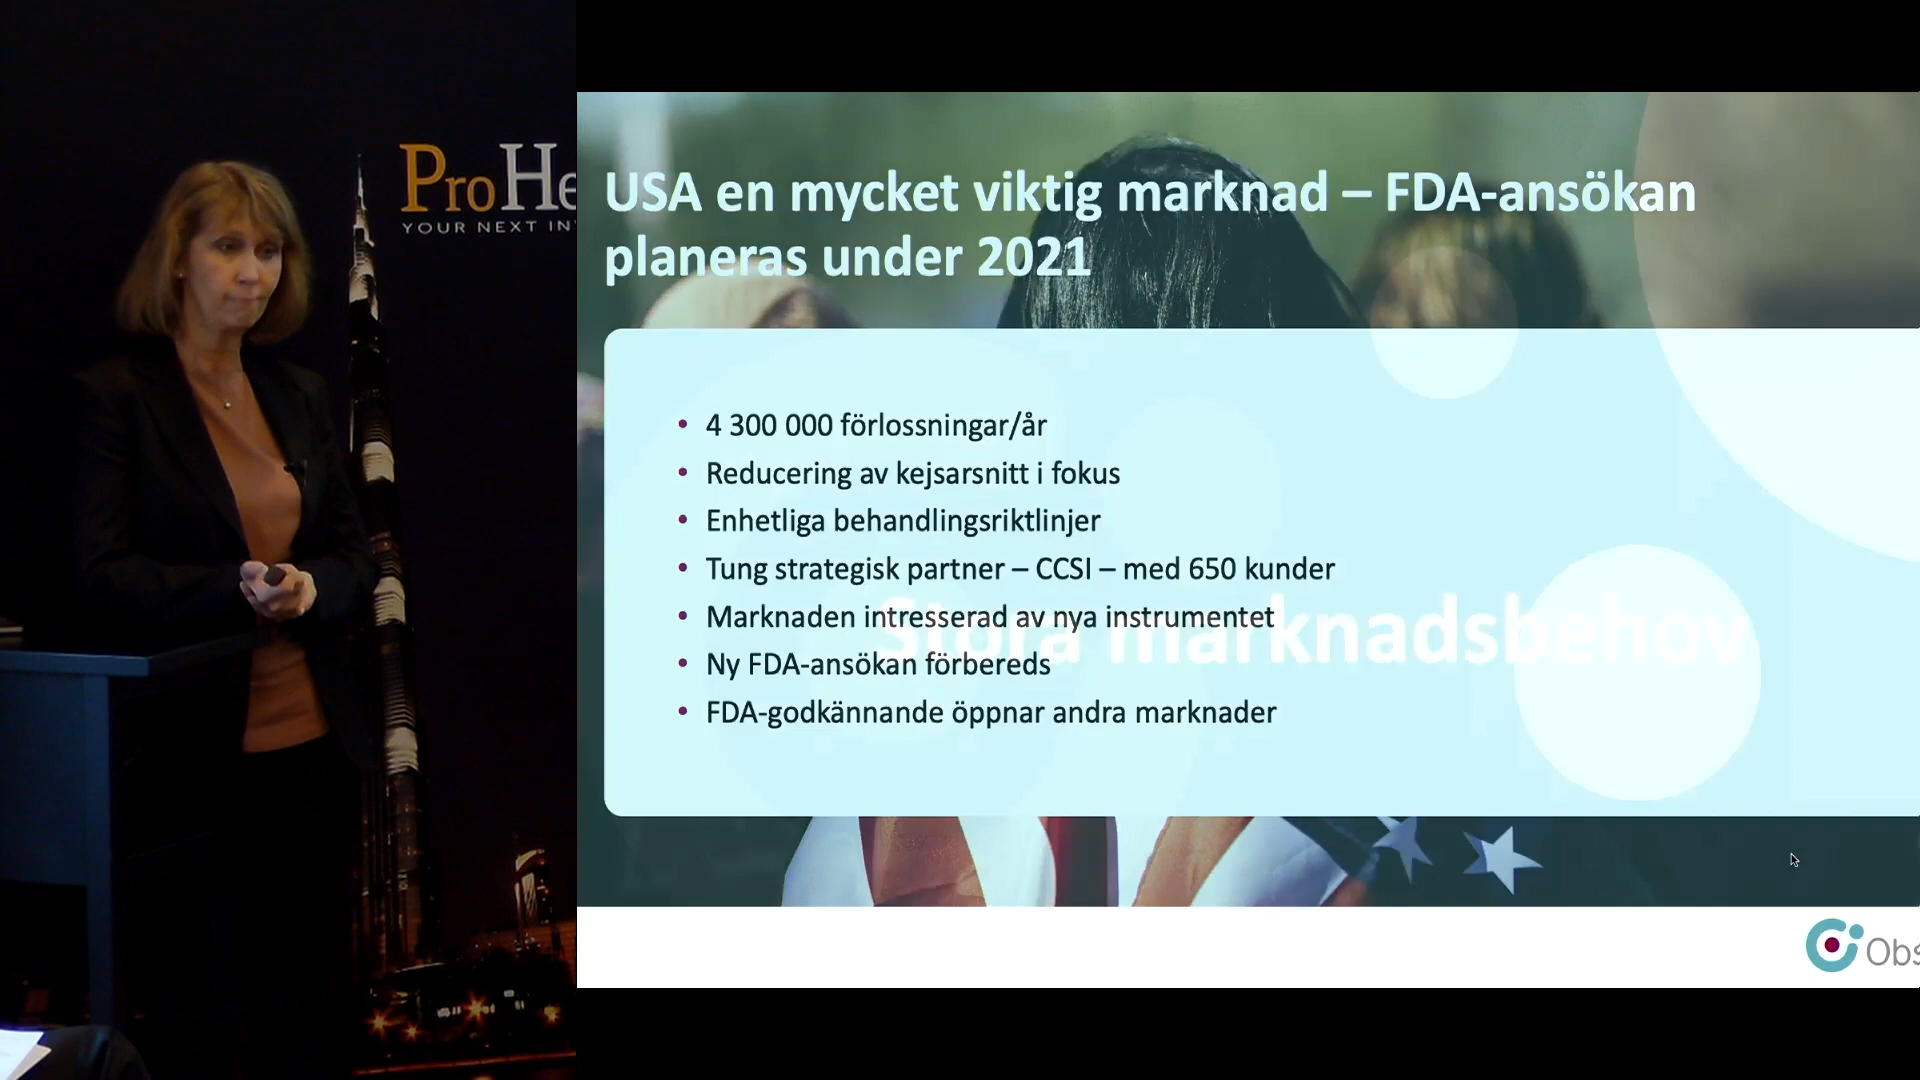 ProHe
YOUR NEXT IN
USA en mycket viktig marknad – FDA-ansökan
planeras under 2021
• 4 300 000 förlossningar/år
• Reducering av kejsarsnitt i fokus
• Enhetliga behandlingsriktlinjer
• Tung strategisk partner – CCSI – med 650 kunder
• Marknaden intresserad av nya instrumentet
Stora marknadsbehov
• Ny FDA-ansökan förbereds
• FDA-godkännande öppnar andra marknader
Obs